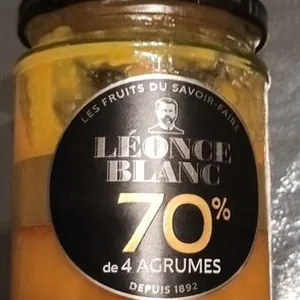 LES FRUITS DU SAVOIR-FAIRE
LÉONCE
BLANC
70%
de 4 AGRUMES
DEPUIS 1892